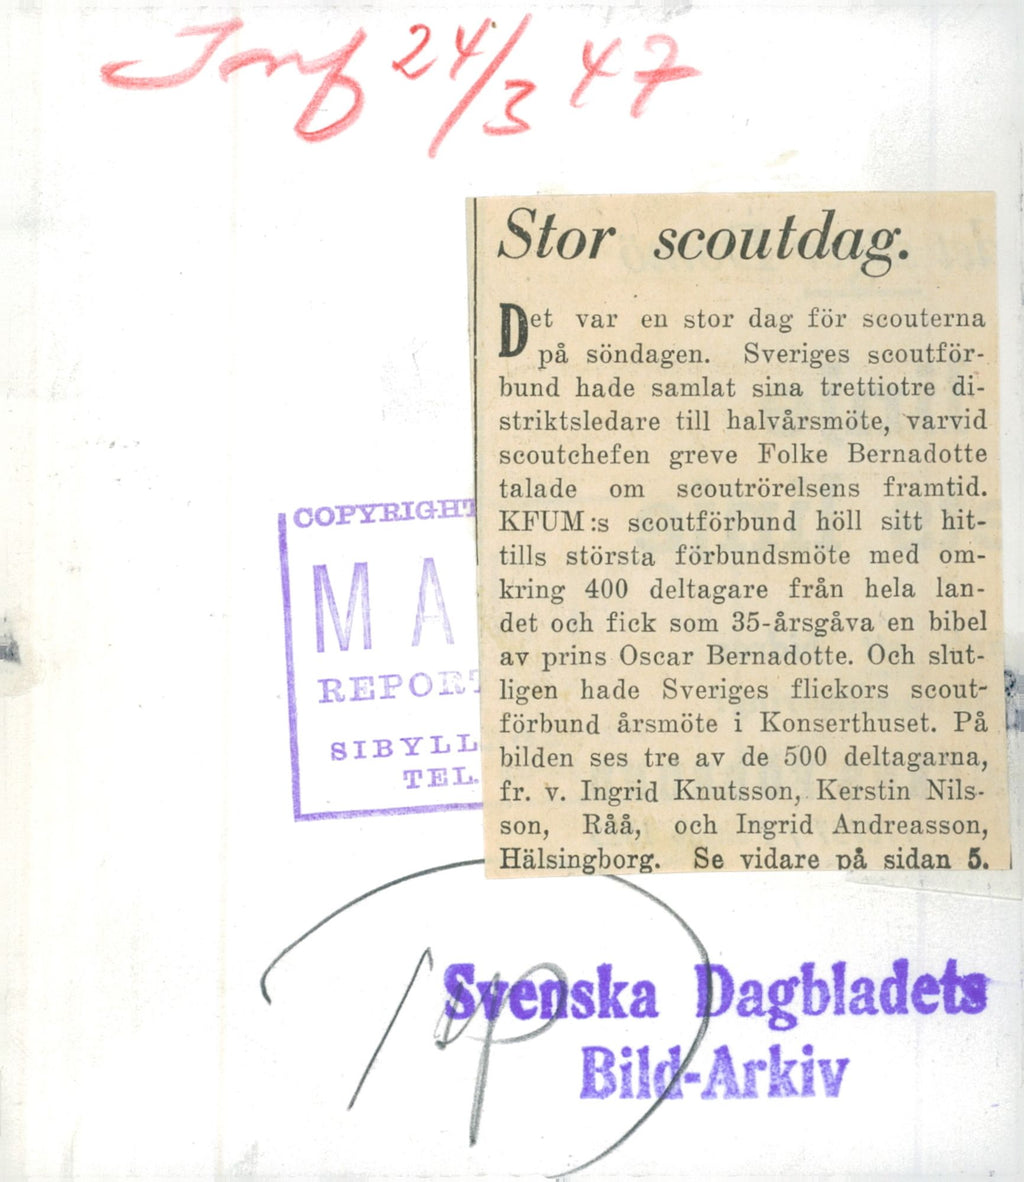 Inf 24/3 47
Stor scoutdag.
Det var en stor dag för scouterna
på söndagen. Sveriges scoutför-
bund hade samlat sina trettiotre di-
striktsledare till halvårsmöte, varvid
scoutchefen greve Folke Bernadotte
talade om scoutrörelsens framtid.
KFUM:s scoutförbund höll sitt hit-
tills största förbundsmöte med om-
kring 400 deltagare från hela lan-
det och fick som 35-årsgåva en bibel
av prins Oscar Bernadotte. Och slut-
ligen hade Sveriges flickors scout-
förbund årsmöte i Konserthuset. På
bilden ses tre av de 500 deltagarna,
fr. v. Ingrid Knutsson, Kerstin Nils-
son, Råå, och Ingrid Andreasson,
Hälsingborg. Se vidare på sidan 5.
COPYRIGHT
MA
REPORT
SIBYLL
TEL.
Svenska Dagbladets
Bild-Arkiv